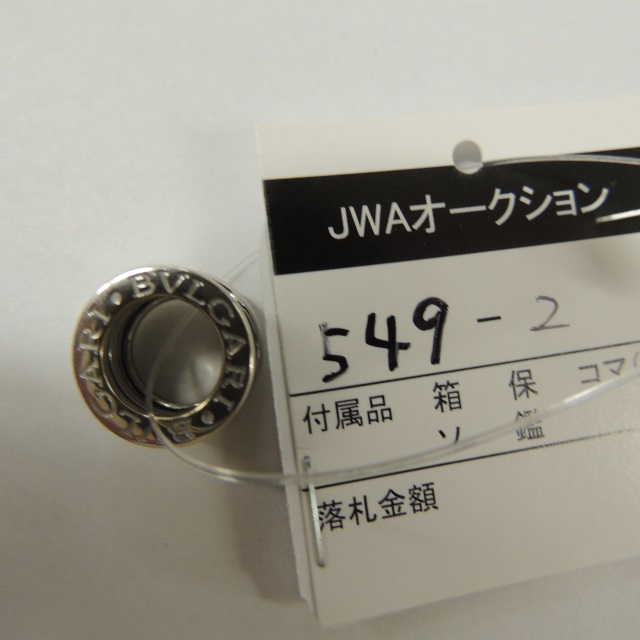 BVLGARI
JWAオークション
549-2
付属品 箱 保 コマ
ソ 鑑
落札金額